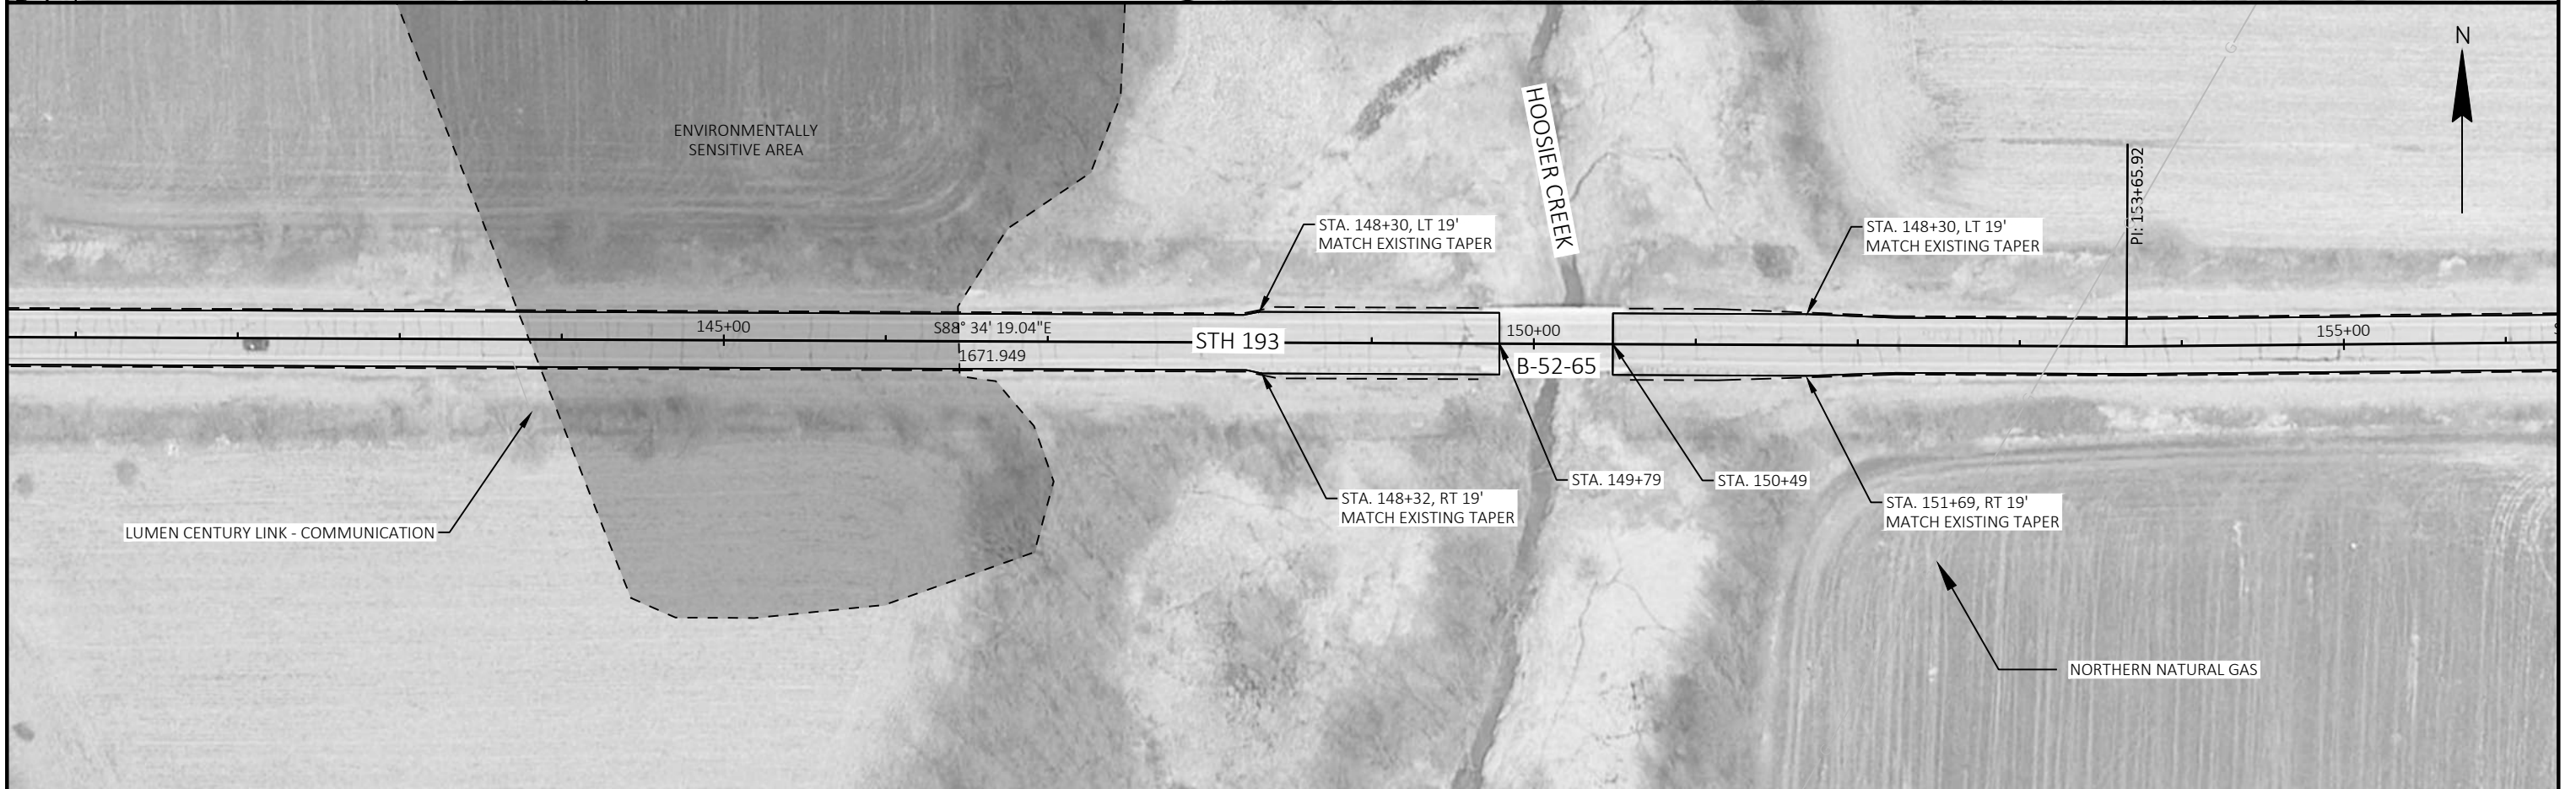 N
G
ENVIRONMENTALLY
SENSITIVE AREA
HOOSIER CREEK
PI: 153+65.92
STA. 148+30, LT 19'
MATCH EXISTING TAPER
STA. 148+30, LT 19'
MATCH EXISTING TAPER
145+00
S88° 34' 19.04"E
STH 193
150+00
155+00
1671.949
B-52-65
STA. 149+79
STA. 150+49
STA. 148+32, RT 19'
MATCH EXISTING TAPER
STA. 151+69, RT 19'
MATCH EXISTING TAPER
LUMEN CENTURY LINK - COMMUNICATION
NORTHERN NATURAL GAS